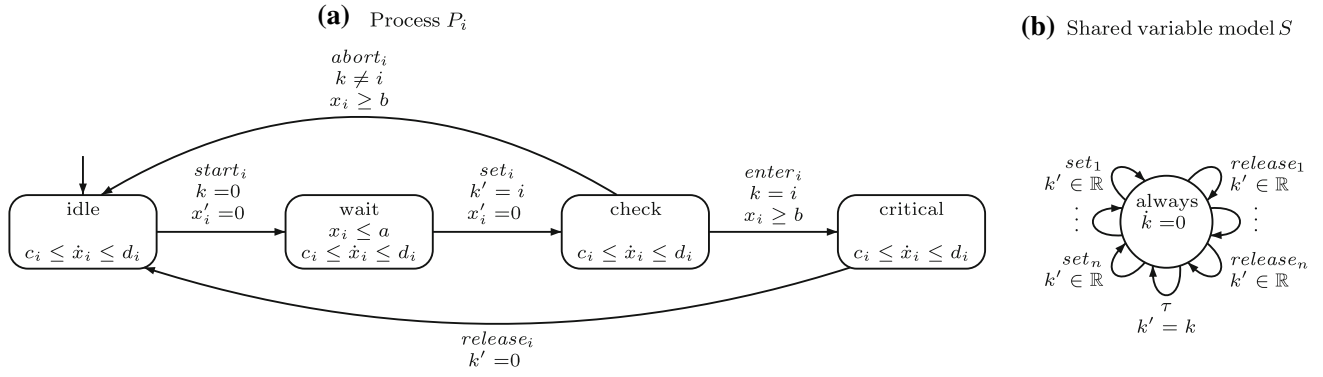 (a) Process P_i
abort_i
k ≠ i
x_i ≥ b
start_i
k =0
x′_i =0
set_i
k′ = i
x′_i =0
enter_i
k = i
x_i ≥ b
idle
c_i ≤ ẋ_i ≤ d_i
wait
x_i ≤ a
c_i ≤ ẋ_i ≤ d_i
check
c_i ≤ ẋ_i ≤ d_i
critical
c_i ≤ ẋ_i ≤ d_i
release_i
k′ =0
(b) Shared variable model S
set_1
k′ ∈ ℝ
⋮
set_n
k′ ∈ ℝ
always
k̇ =0
release_1
k′ ∈ ℝ
⋮
release_n
k′ ∈ ℝ
τ
k′ = k